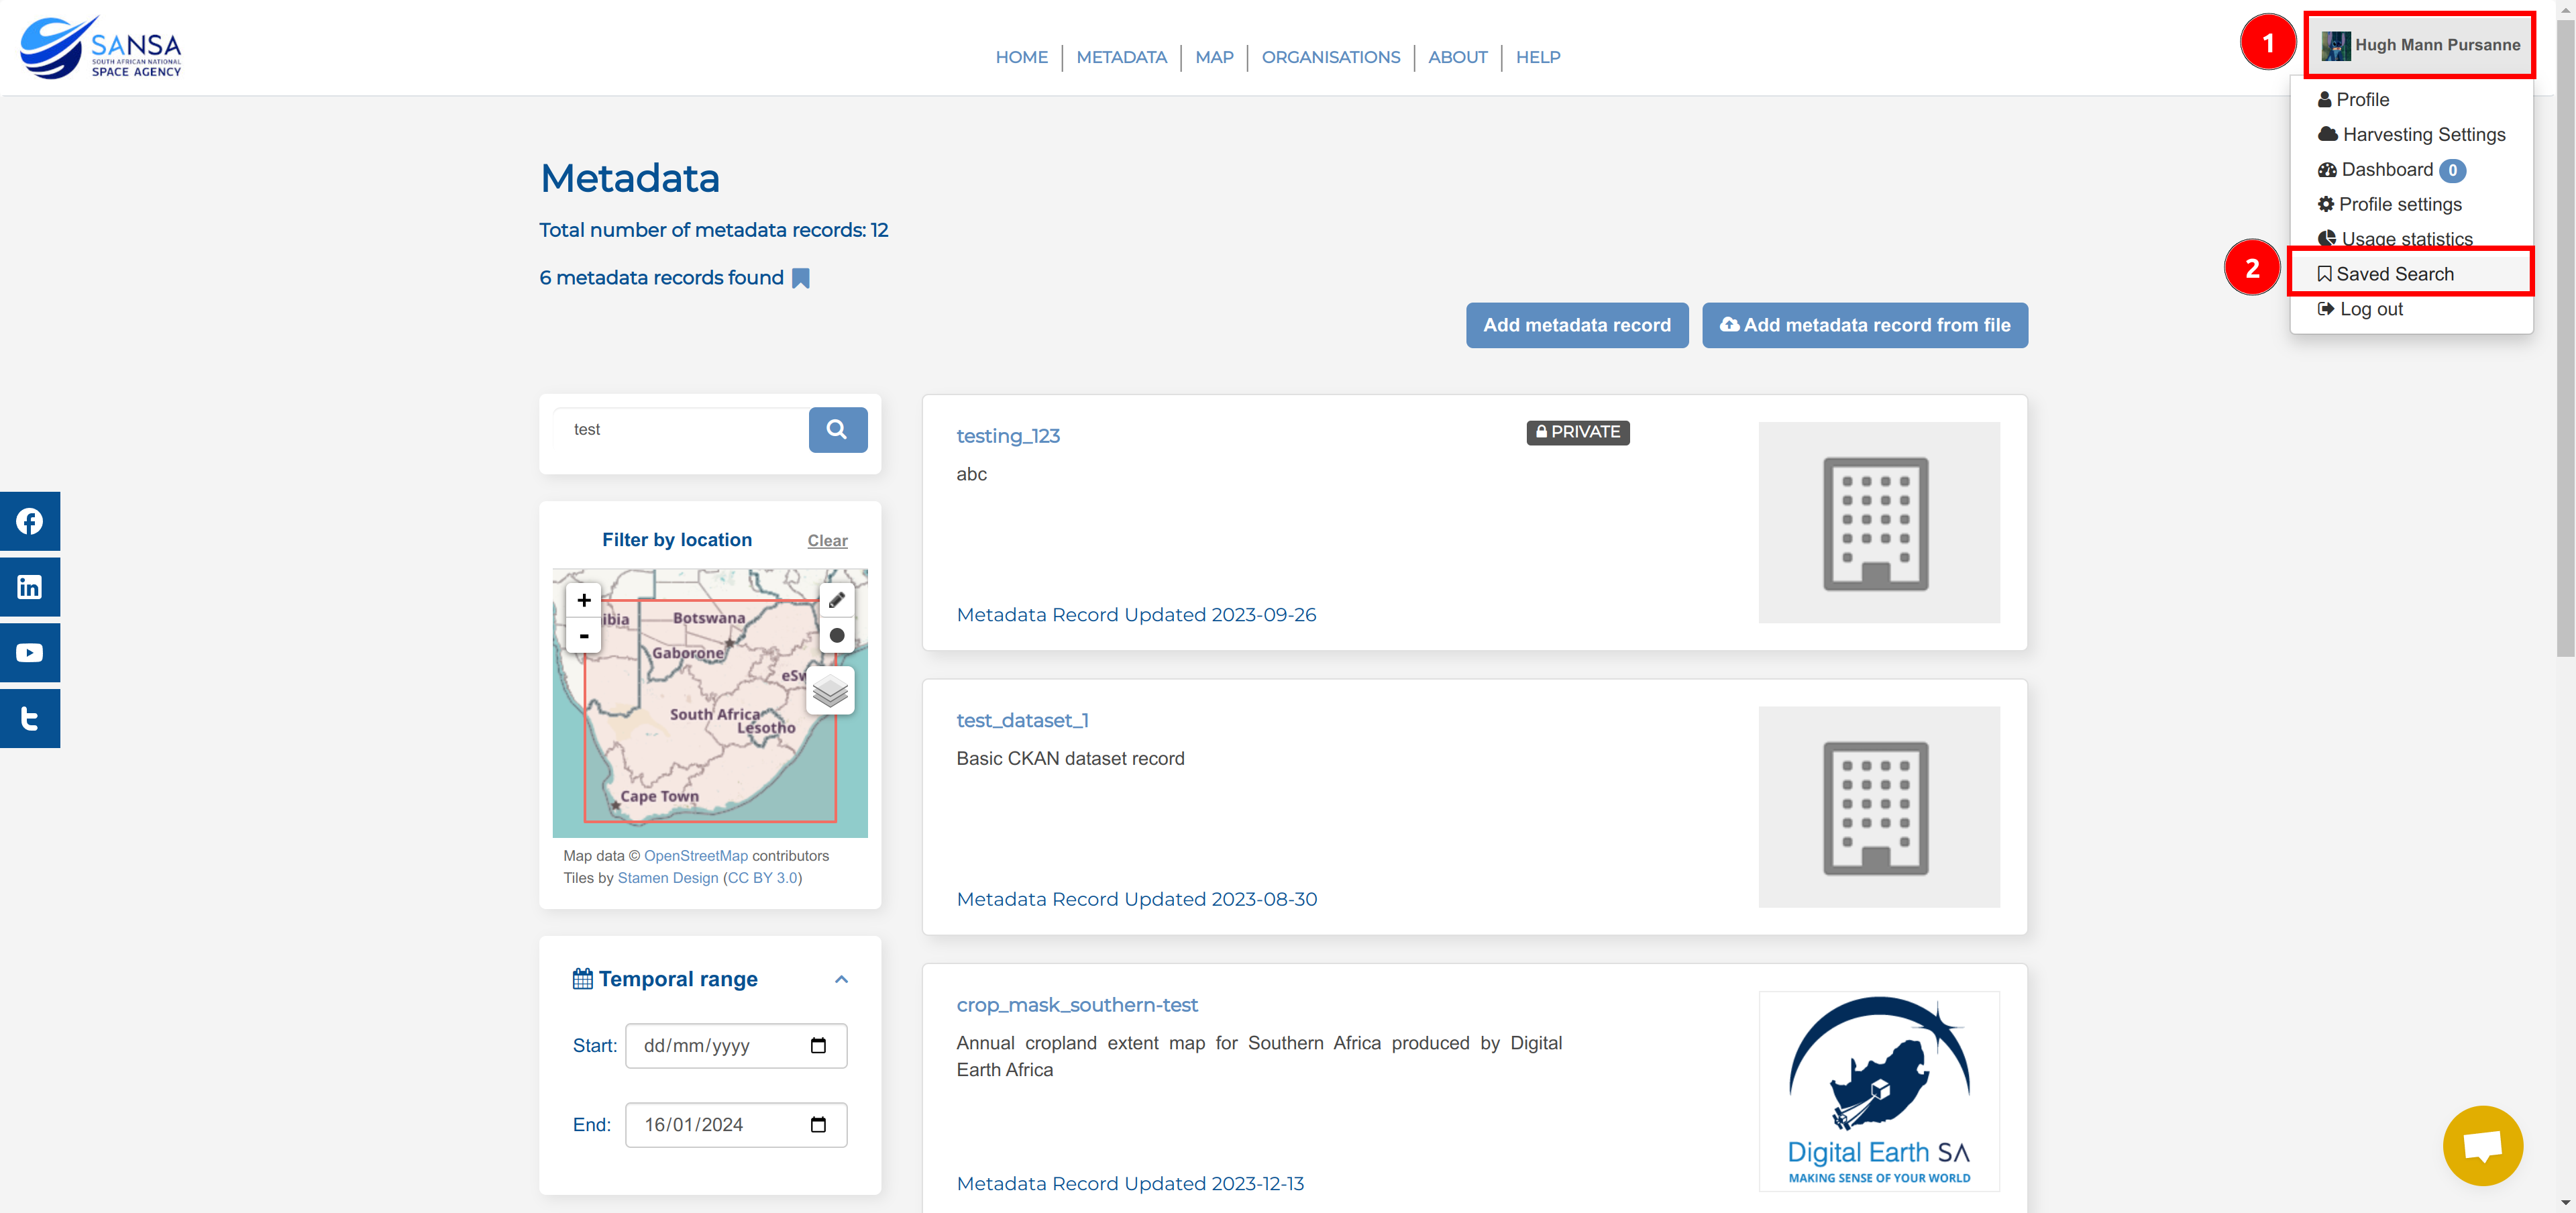 SANSA
SOUTH AFRICAN NATIONAL
SPACE AGENCY
HOME
METADATA
MAP
ORGANISATIONS
ABOUT
HELP
1
Hugh Mann Pursanne
Profile
Harvesting Settings
Dashboard 0
Profile settings
Usage statistics
2
Saved Search
Log out
Metadata
Total number of metadata records: 12
6 metadata records found
Add metadata record
Add metadata record from file
test
Filter by location
Clear
+
-
ibia
Botswana
Gaborone
eSw
South Africa
Lesotho
Cape Town
Map data © OpenStreetMap contributors
Tiles by Stamen Design (CC BY 3.0)
Temporal range
Start:
dd/mm/yyyy
End:
16/01/2024
testing_123
PRIVATE
abc
Metadata Record Updated 2023-09-26
test_dataset_1
Basic CKAN dataset record
Metadata Record Updated 2023-08-30
crop_mask_southern-test
Annual cropland extent map for Southern Africa produced by Digital
Earth Africa
Metadata Record Updated 2023-12-13
Digital Earth SA
MAKING SENSE OF YOUR WORLD